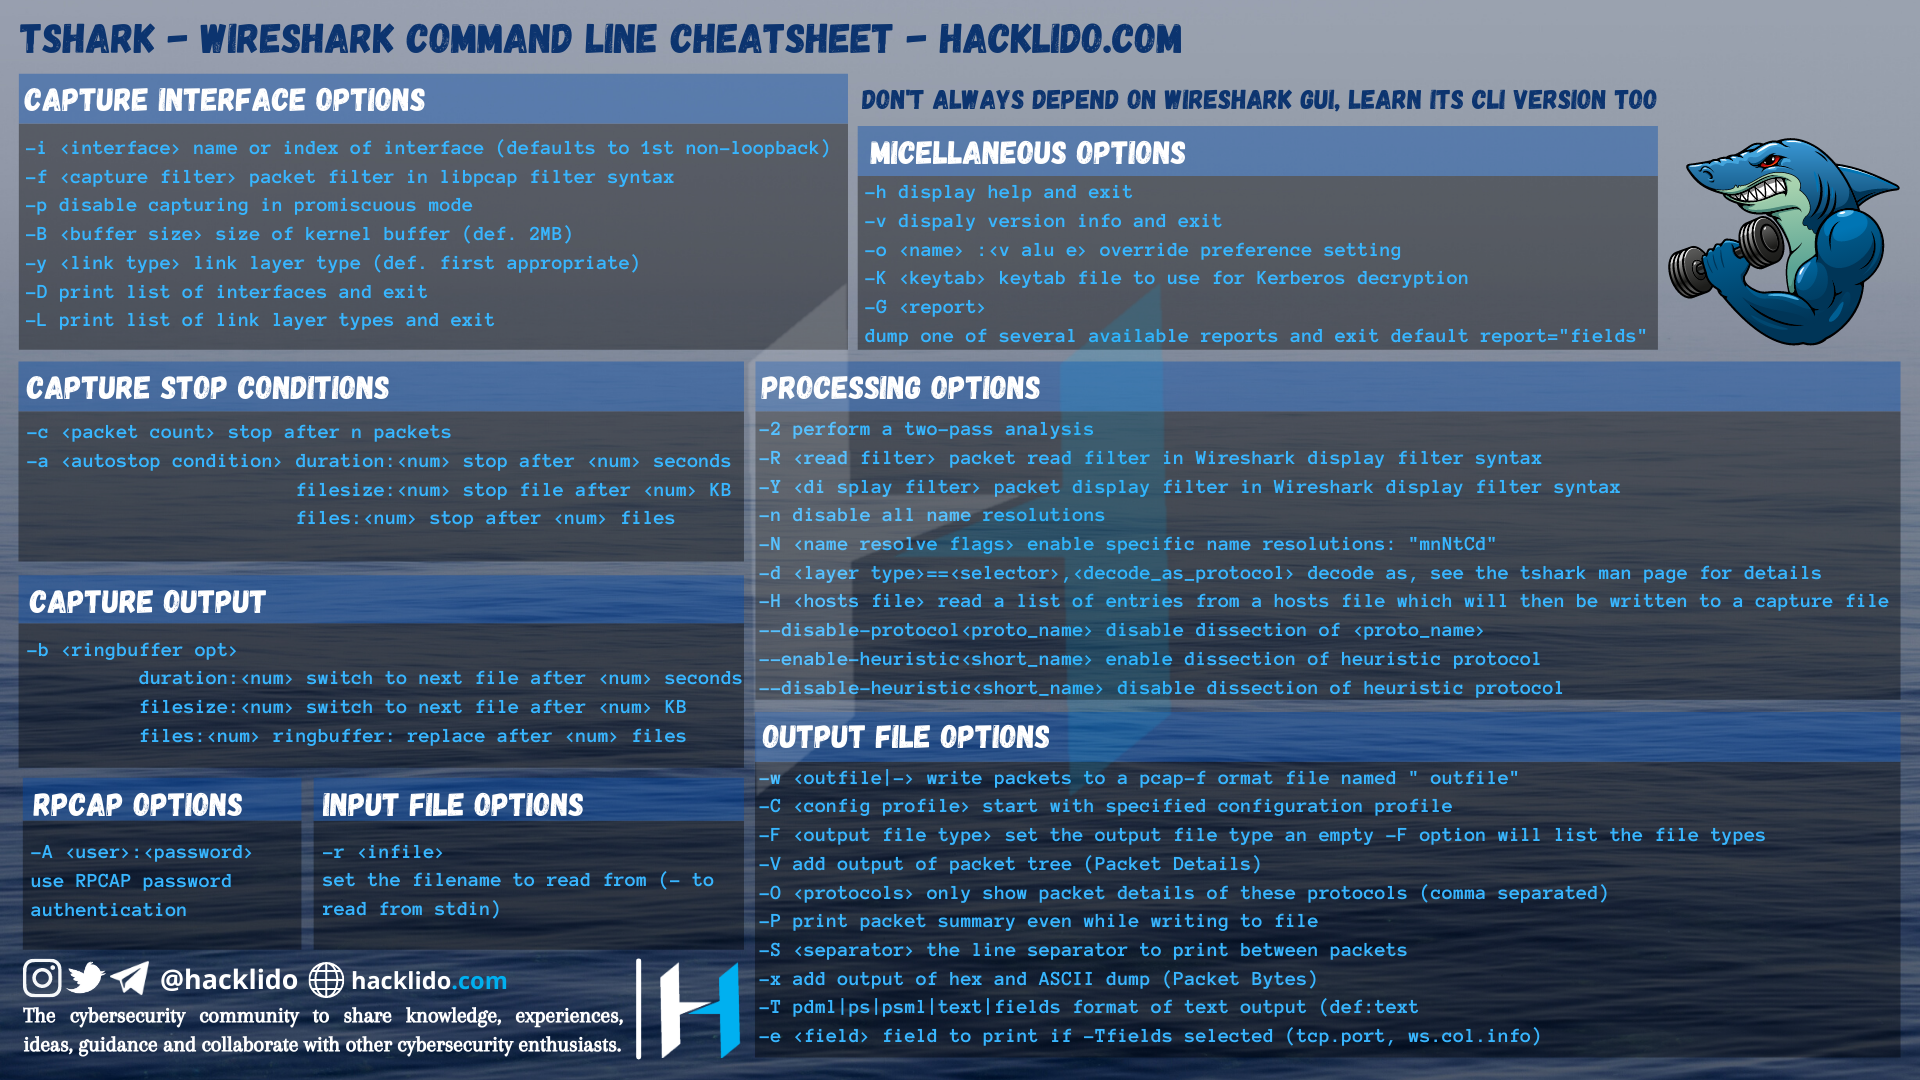 TSHARK - WIRESHARK COMMAND LINE CHEATSHEET - HACKLIDO.COM
CAPTURE INTERFACE OPTIONS
-i <interface> name or index of interface (defaults to 1st non-loopback)
-f <capture filter> packet filter in libpcap filter syntax
-p disable capturing in promiscuous mode
-B <buffer size> size of kernel buffer (def. 2MB)
-y <link type> link layer type (def. first appropriate)
-D print list of interfaces and exit
-L print list of link layer types and exit
DON'T ALWAYS DEPEND ON WIRESHARK GUI, LEARN ITS CLI VERSION TOO
MICELLANEOUS OPTIONS
-h display help and exit
-v dispaly version info and exit
-o <name> :<v alu e> override preference setting
-K <keytab> keytab file to use for Kerberos decryption
-G <report>
dump one of several available reports and exit default report="fields"
CAPTURE STOP CONDITIONS
-c <packet count> stop after n packets
-a <autostop condition> duration:<num> stop after <num> seconds
filesize:<num> stop file after <num> KB
files:<num> stop after <num> files
CAPTURE OUTPUT
-b <ringbuffer opt>
duration:<num> switch to next file after <num> seconds
filesize:<num> switch to next file after <num> KB
files:<num> ringbuffer: replace after <num> files
RPCAP OPTIONS
-A <user>:<password>
use RPCAP password
authentication
INPUT FILE OPTIONS
-r <infile>
set the filename to read from (- to
read from stdin)
PROCESSING OPTIONS
-2 perform a two-pass analysis
-R <read filter> packet read filter in Wireshark display filter syntax
-Y <di splay filter> packet display filter in Wireshark display filter syntax
-n disable all name resolutions
-N <name resolve flags> enable specific name resolutions: "mnNtCd"
-d <layer type>==<selector>,<decode_as_protocol> decode as, see the tshark man page for details
-H <hosts file> read a list of entries from a hosts file which will then be written to a capture file
--disable-protocol<proto_name> disable dissection of <proto_name>
--enable-heuristic<short_name> enable dissection of heuristic protocol
--disable-heuristic<short_name> disable dissection of heuristic protocol
OUTPUT FILE OPTIONS
-w <outfile|-> write packets to a pcap-f ormat file named " outfile"
-C <config profile> start with specified configuration profile
-F <output file type> set the output file type an empty -F option will list the file types
-V add output of packet tree (Packet Details)
-O <protocols> only show packet details of these protocols (comma separated)
-P print packet summary even while writing to file
-S <separator> the line separator to print between packets
-x add output of hex and ASCII dump (Packet Bytes)
-T pdml|ps|psml|text|fields format of text output (def:text
-e <field> field to print if -Tfields selected (tcp.port, ws.col.info)
@hacklido hacklido.com
The cybersecurity community to share knowledge, experiences,
ideas, guidance and collaborate with other cybersecurity enthusiasts.
H